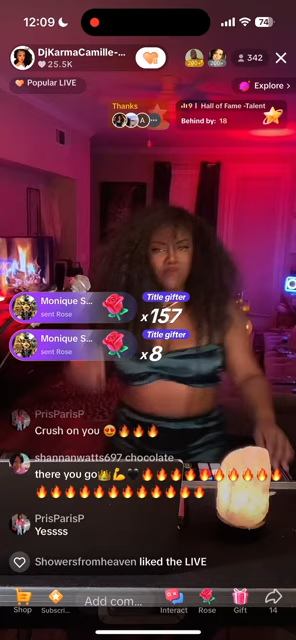 12:09
74
DjKarmaCamille-...
25.5K
200+
200+
342
Popular LIVE
Explore >
Thanks
A
Hall of Fame -Talent
Behind by: 18
Monique S...
sent Rose
Title gifter
x157
Monique S...
sent Rose
Title gifter
x8
PrisParisP
Crush on you 😍🔥🔥🔥
shannanwatts697 chocolate
there you go👑💪🖤🔥🔥🔥🔥🔥🔥🔥🔥🔥🔥
🔥🔥🔥🔥🔥🔥🔥🔥🔥🔥🔥🔥🔥
PrisParisP
Yessss
Showersfromheaven liked the LIVE
Add com...
Shop
Subscri...
Interact
Rose
Gift
14